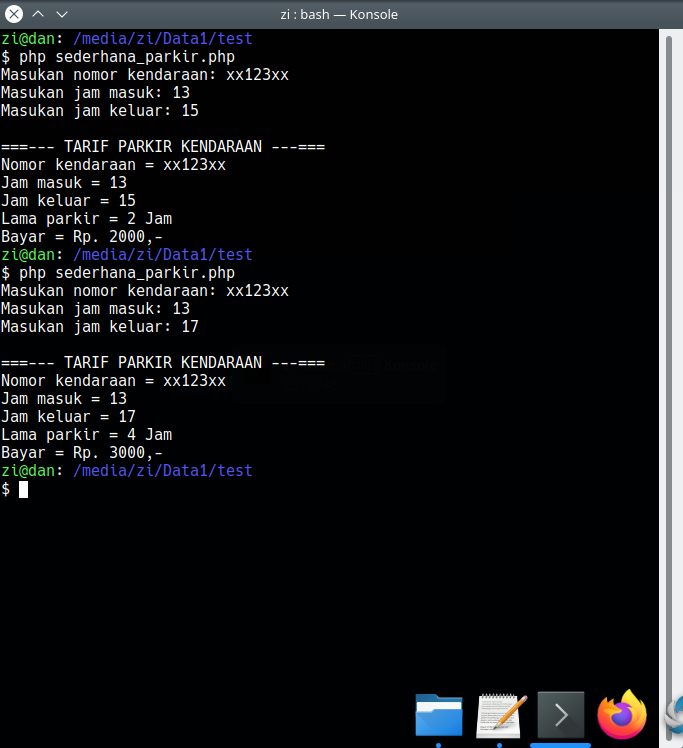 zi : bash — Konsole
zi@dan: /media/zi/Data1/test
$ php sederhana_parkir.php
Masukan nomor kendaraan: xx123xx
Masukan jam masuk: 13
Masukan jam keluar: 15
===--- TARIF PARKIR KENDARAAN ---===
Nomor kendaraan = xx123xx
Jam masuk = 13
Jam keluar = 15
Lama parkir = 2 Jam
Bayar = Rp. 2000,-
zi@dan: /media/zi/Data1/test
$ php sederhana_parkir.php
Masukan nomor kendaraan: xx123xx
Masukan jam masuk: 13
Masukan jam keluar: 17
===--- TARIF PARKIR KENDARAAN ---===
Nomor kendaraan = xx123xx
Jam masuk = 13
Jam keluar = 17
Lama parkir = 4 Jam
Bayar = Rp. 3000,-
zi@dan: /media/zi/Data1/test
$